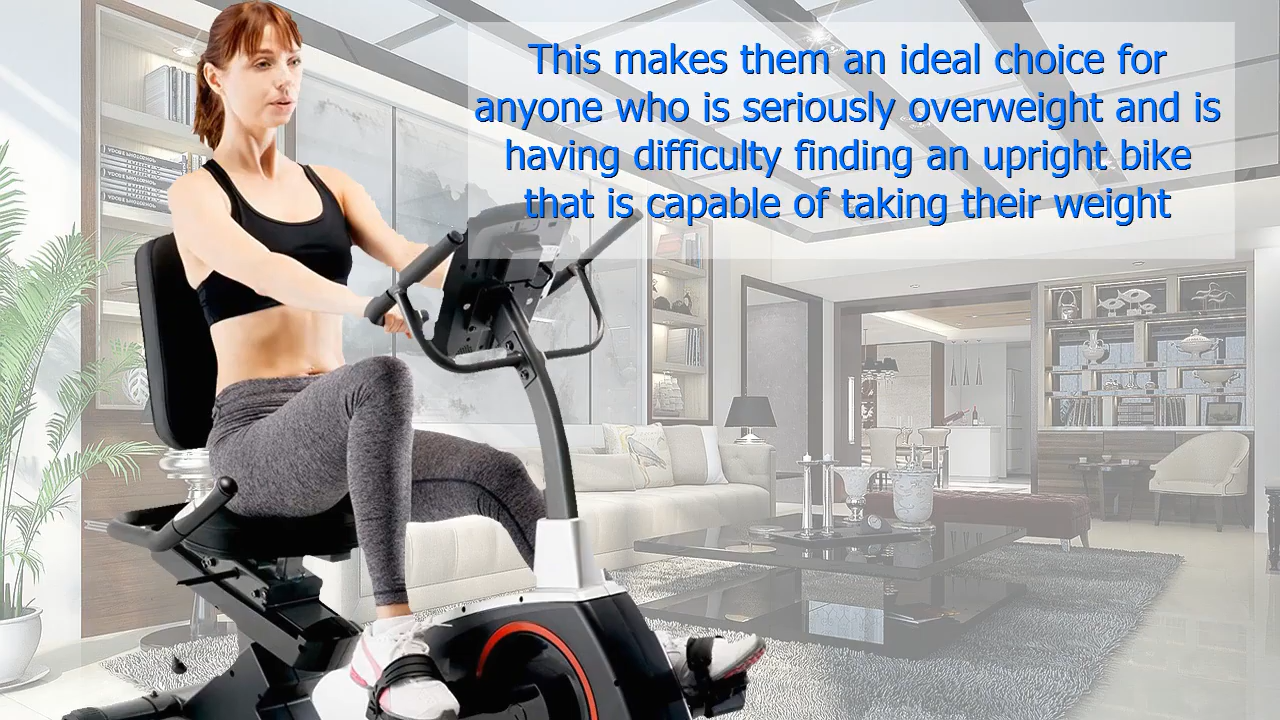 This makes them an ideal choice for
anyone who is seriously overweight and is
having difficulty finding an upright bike
that is capable of taking their weight